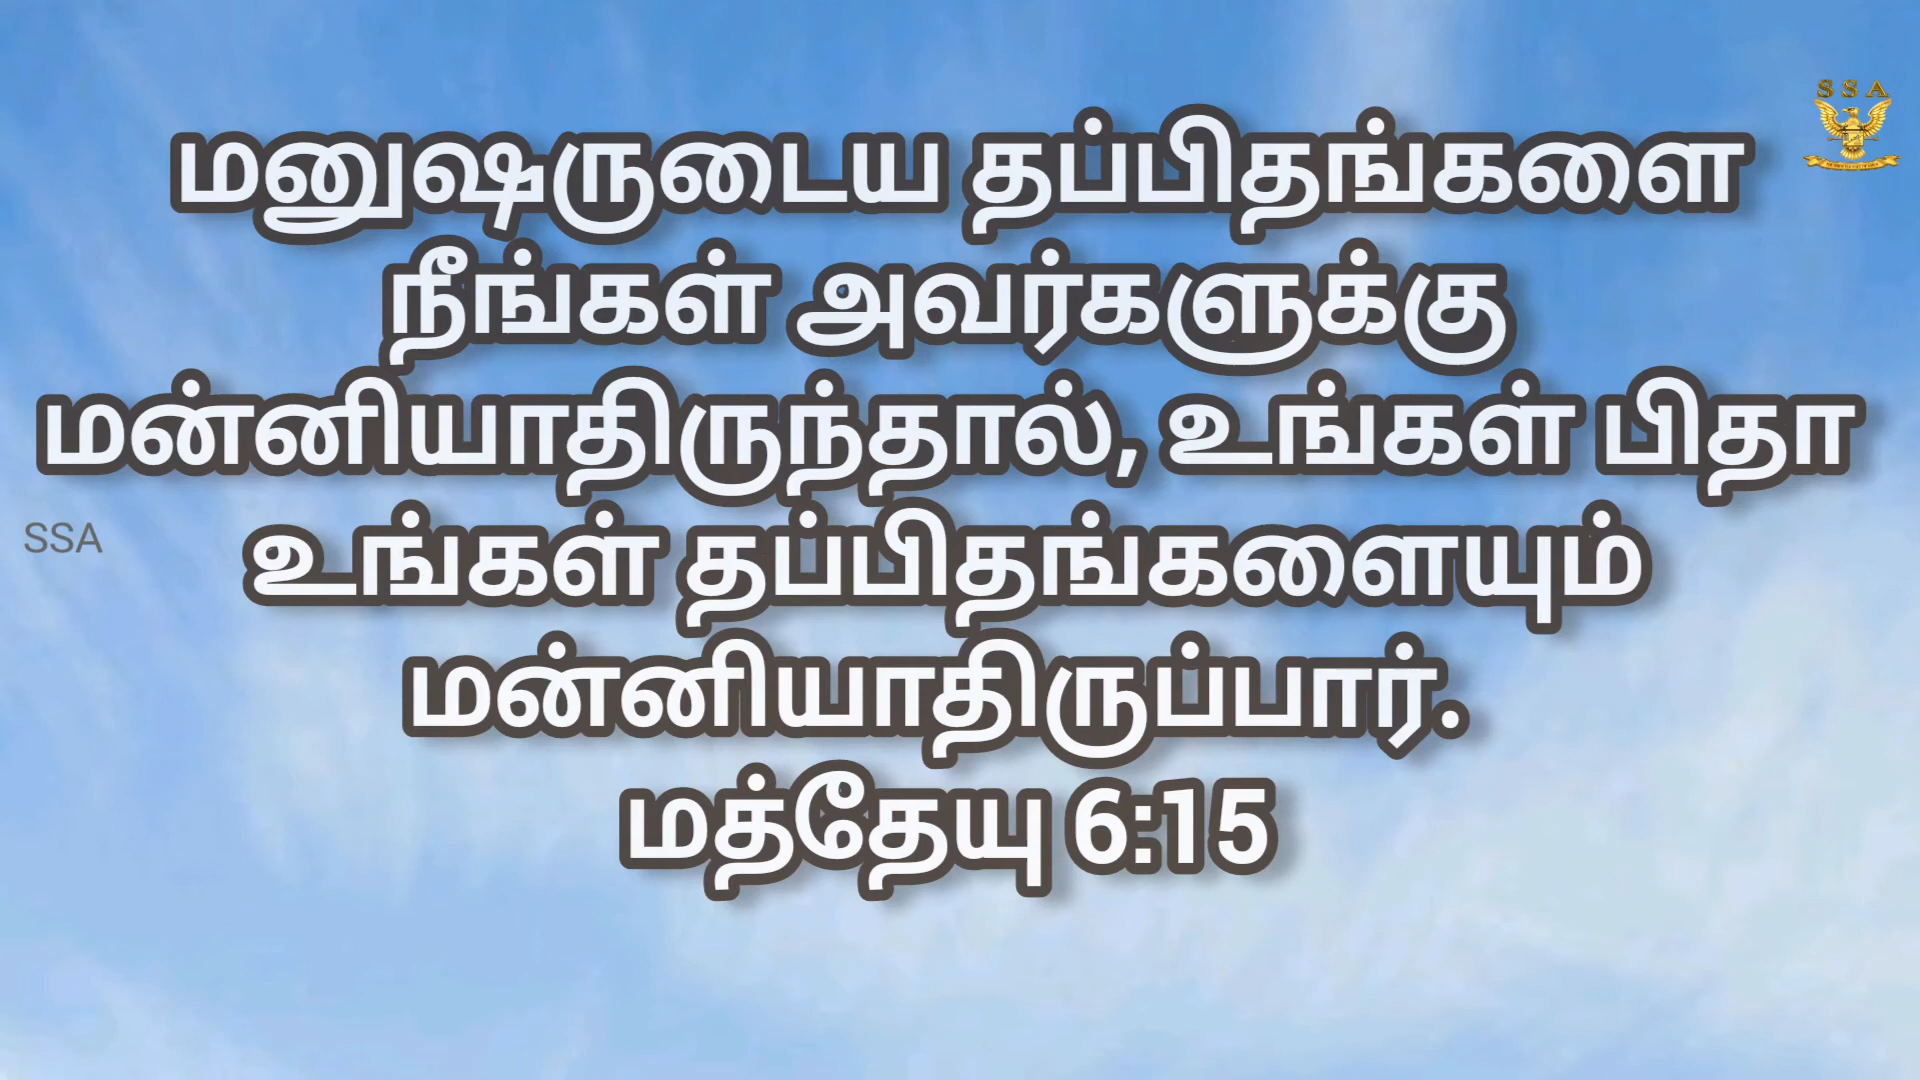 SSA
மனுஷருடைய தப்பிதங்களை
நீங்கள் அவர்களுக்கு
மன்னியாதிருந்தால், உங்கள் பிதா
SSA
உங்கள் தப்பிதங்களையும்
மன்னியாதிருப்பார்.
மத்தேயு 6:15